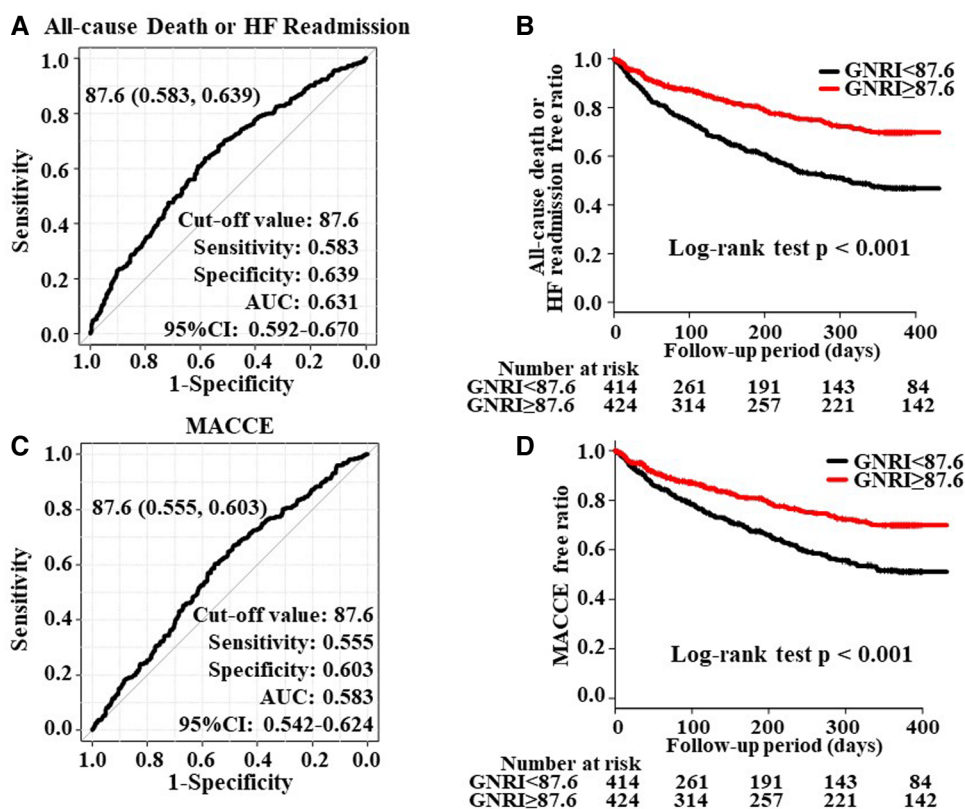 A
All-cause Death or HF Readmission
1.0
0.8
0.6
0.4
0.2
0.0
Sensitivity
87.6 (0.583, 0.639)
Cut-off value: 87.6
Sensitivity: 0.583
Specificity: 0.639
AUC: 0.631
95%CI: 0.592-0.670
1.0 0.8 0.6 0.4 0.2 0.0
1-Specificity
B
1.0
0.8
0.6
0.4
0.2
0.0
All-cause death or
HF readmission free ratio
GNRI<87.6
GNRI≥87.6
Log-rank test p < 0.001
0 100 200 300 400
Follow-up period (days)
Number at risk
GNRI<87.6 414 261 191 143 84
GNRI≥87.6 424 314 257 221 142
C
MACCE
1.0
0.8
0.6
0.4
0.2
0.0
Sensitivity
87.6 (0.555, 0.603)
Cut-off value: 87.6
Sensitivity: 0.555
Specificity: 0.603
AUC: 0.583
95%CI: 0.542-0.624
1.0 0.8 0.6 0.4 0.2 0.0
1-Specificity
D
1.0
0.8
0.6
0.4
0.2
0.0
MACCE free ratio
GNRI<87.6
GNRI≥87.6
Log-rank test p < 0.001
0 100 200 300 400
Follow-up period (days)
Number at risk
GNRI<87.6 414 261 191 143 84
GNRI≥87.6 424 314 257 221 142